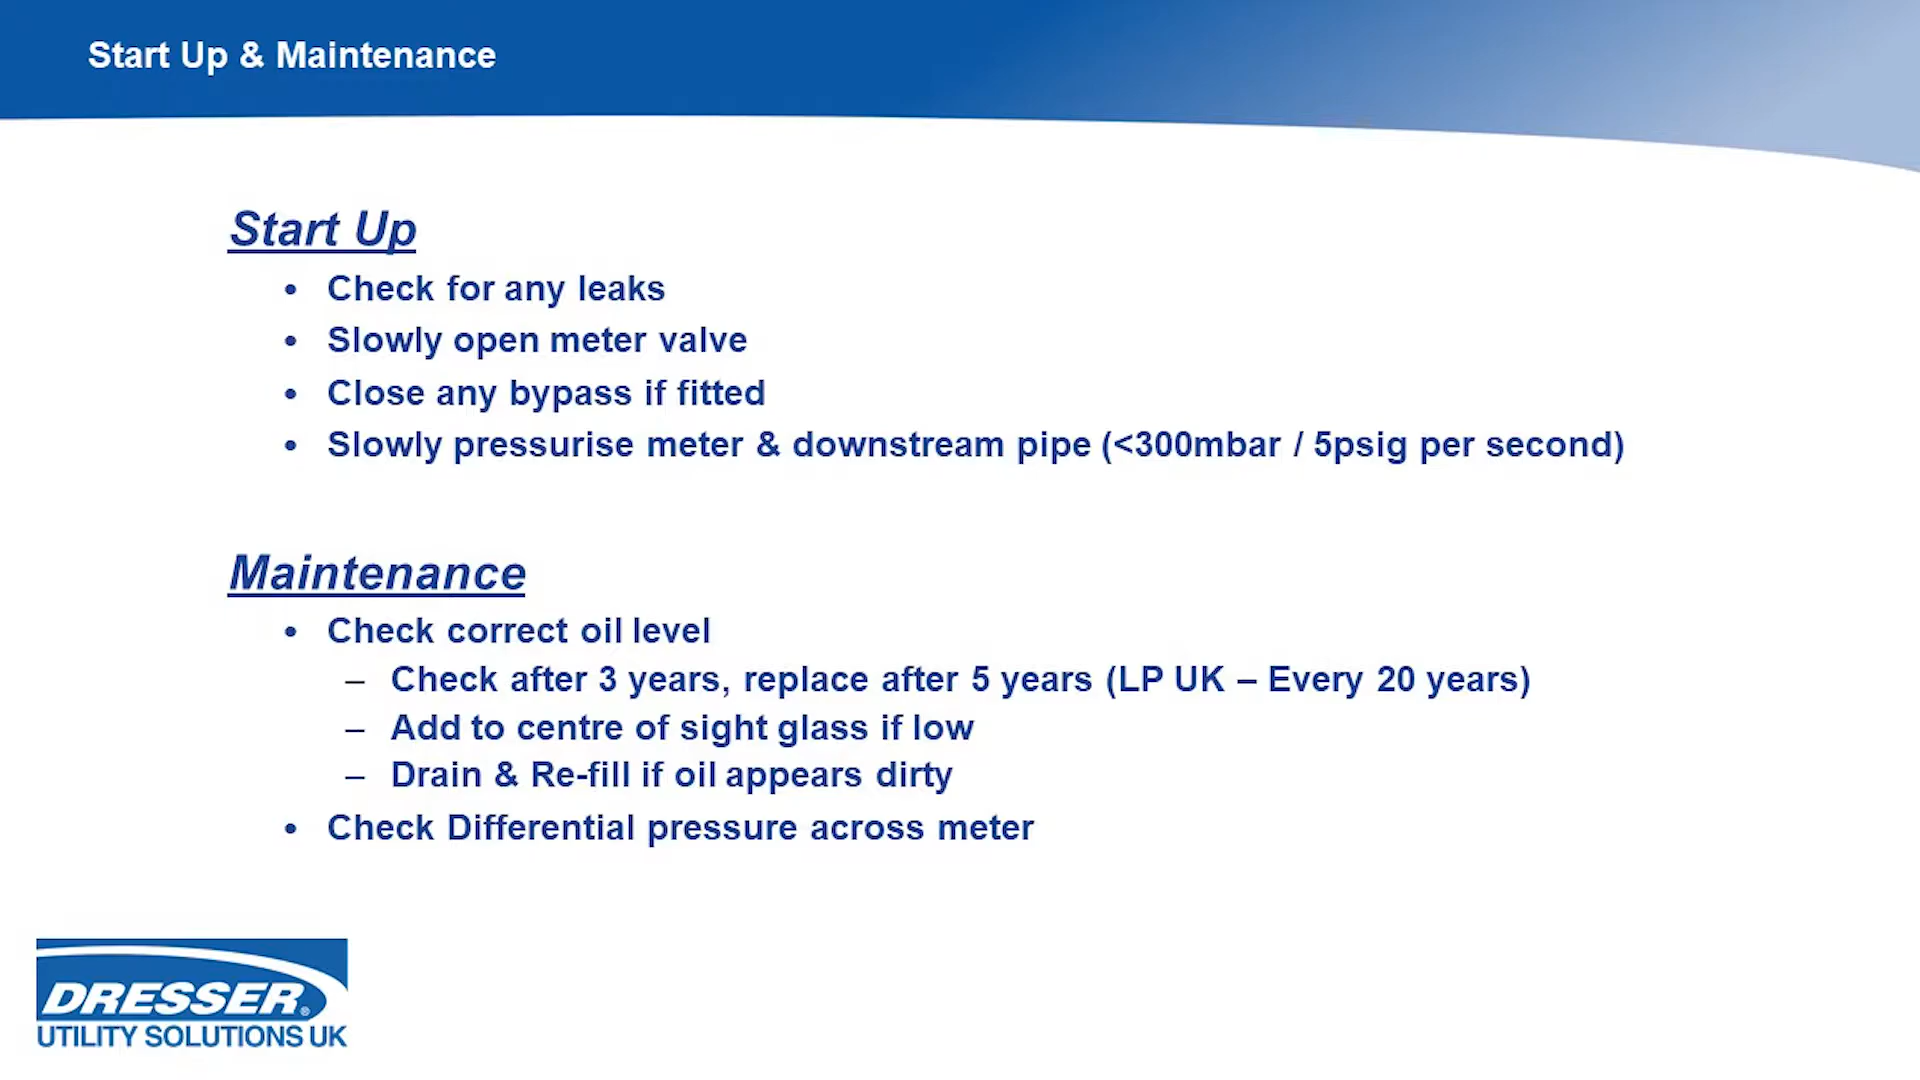 Start Up & Maintenance
Start Up
• Check for any leaks
• Slowly open meter valve
• Close any bypass if fitted
• Slowly pressurise meter & downstream pipe (<300mbar / 5psig per second)
Maintenance
• Check correct oil level
– Check after 3 years, replace after 5 years (LP UK – Every 20 years)
– Add to centre of sight glass if low
– Drain & Re-fill if oil appears dirty
• Check Differential pressure across meter
DRESSER®
UTILITY SOLUTIONS UK